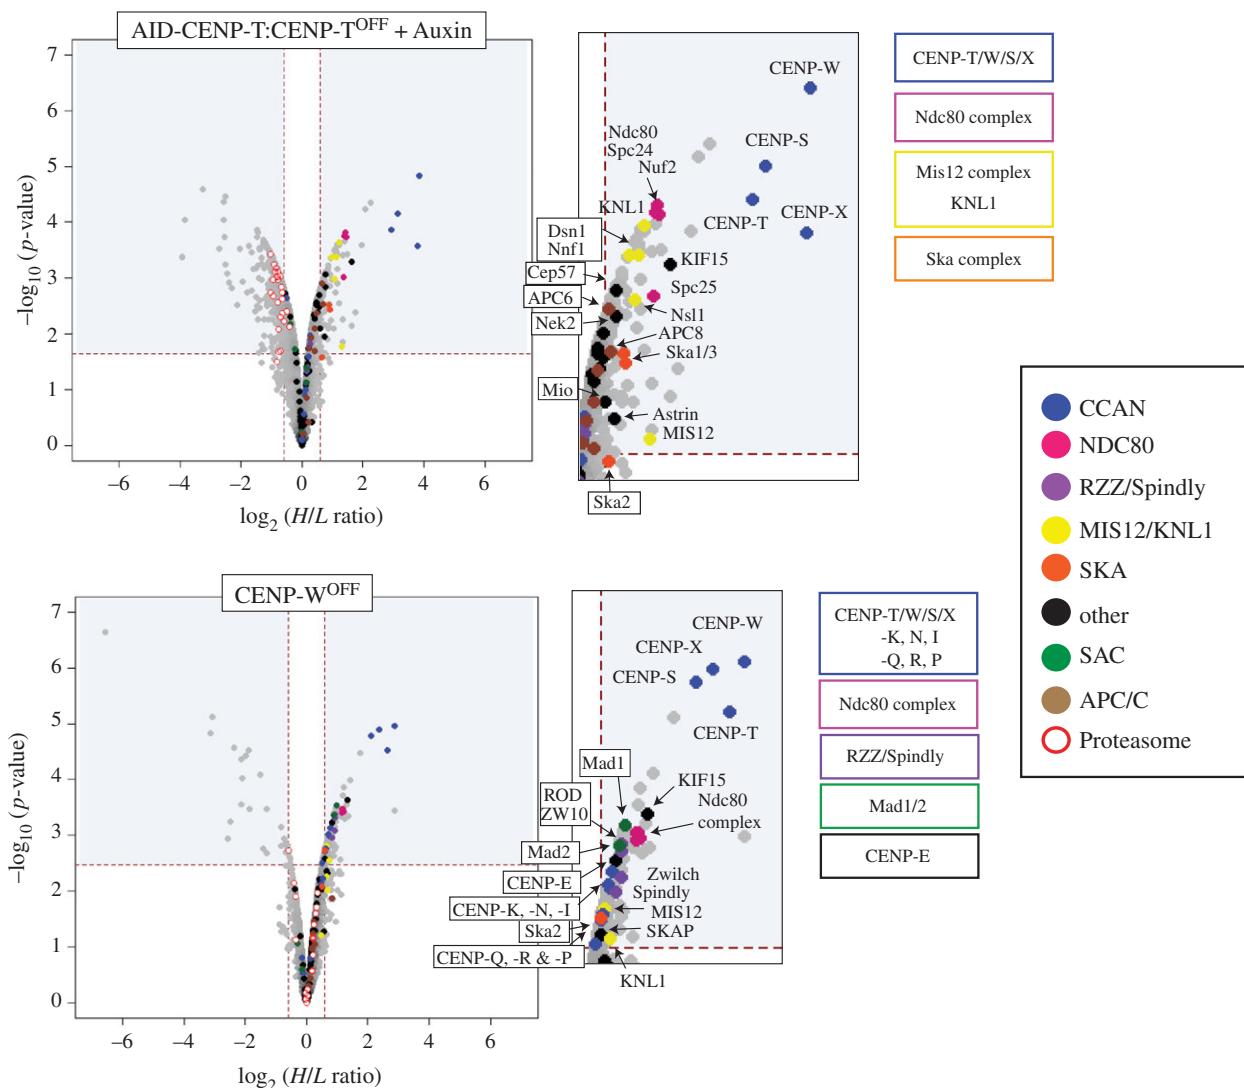 AID-CENP-T:CENP-T^OFF + Auxin
7
6
5
4
3
2
1
0
–log10 (p-value)
–6
–4
–2
0
2
4
6
log2 (H/L ratio)
CENP-W
Ndc80
Spc24
Nuf2
CENP-S
KNL1
CENP-T
CENP-X
Dsn1
Nnf1
KIF15
Cep57
Spc25
APC6
Nsl1
Nek2
APC8
Ska1/3
Mio
Astrin
MIS12
Ska2
CENP-T/W/S/X
Ndc80 complex
Mis12 complex
KNL1
Ska complex
CCAN
NDC80
RZZ/Spindly
MIS12/KNL1
SKA
other
SAC
APC/C
Proteasome
CENP-W^OFF
7
6
5
4
3
2
1
0
–log10 (p-value)
–6
–4
–2
0
2
4
6
log2 (H/L ratio)
CENP-W
CENP-X
CENP-S
CENP-T
Mad1
KIF15
ROD
ZW10
Ndc80
complex
Mad2
CENP-E
Zwilch
Spindly
CENP-K, -N, -I
MIS12
Ska2
SKAP
CENP-Q, -R & -P
KNL1
CENP-T/W/S/X
-K, N, I
-Q, R, P
Ndc80 complex
RZZ/Spindly
Mad1/2
CENP-E